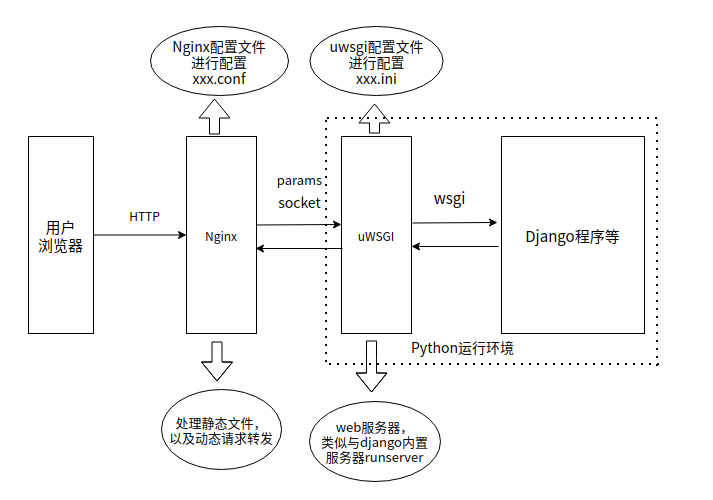 Nginx配置文件
进行配置
xxx.conf
uwsgi配置文件
进行配置
xxx.ini
用户
浏览器
HTTP
Nginx
params
socket
uWSGI
wsgi
Django程序等
Python运行环境
处理静态文件，
以及动态请求转发
web服务器，
类似与django内置
服务器runserver